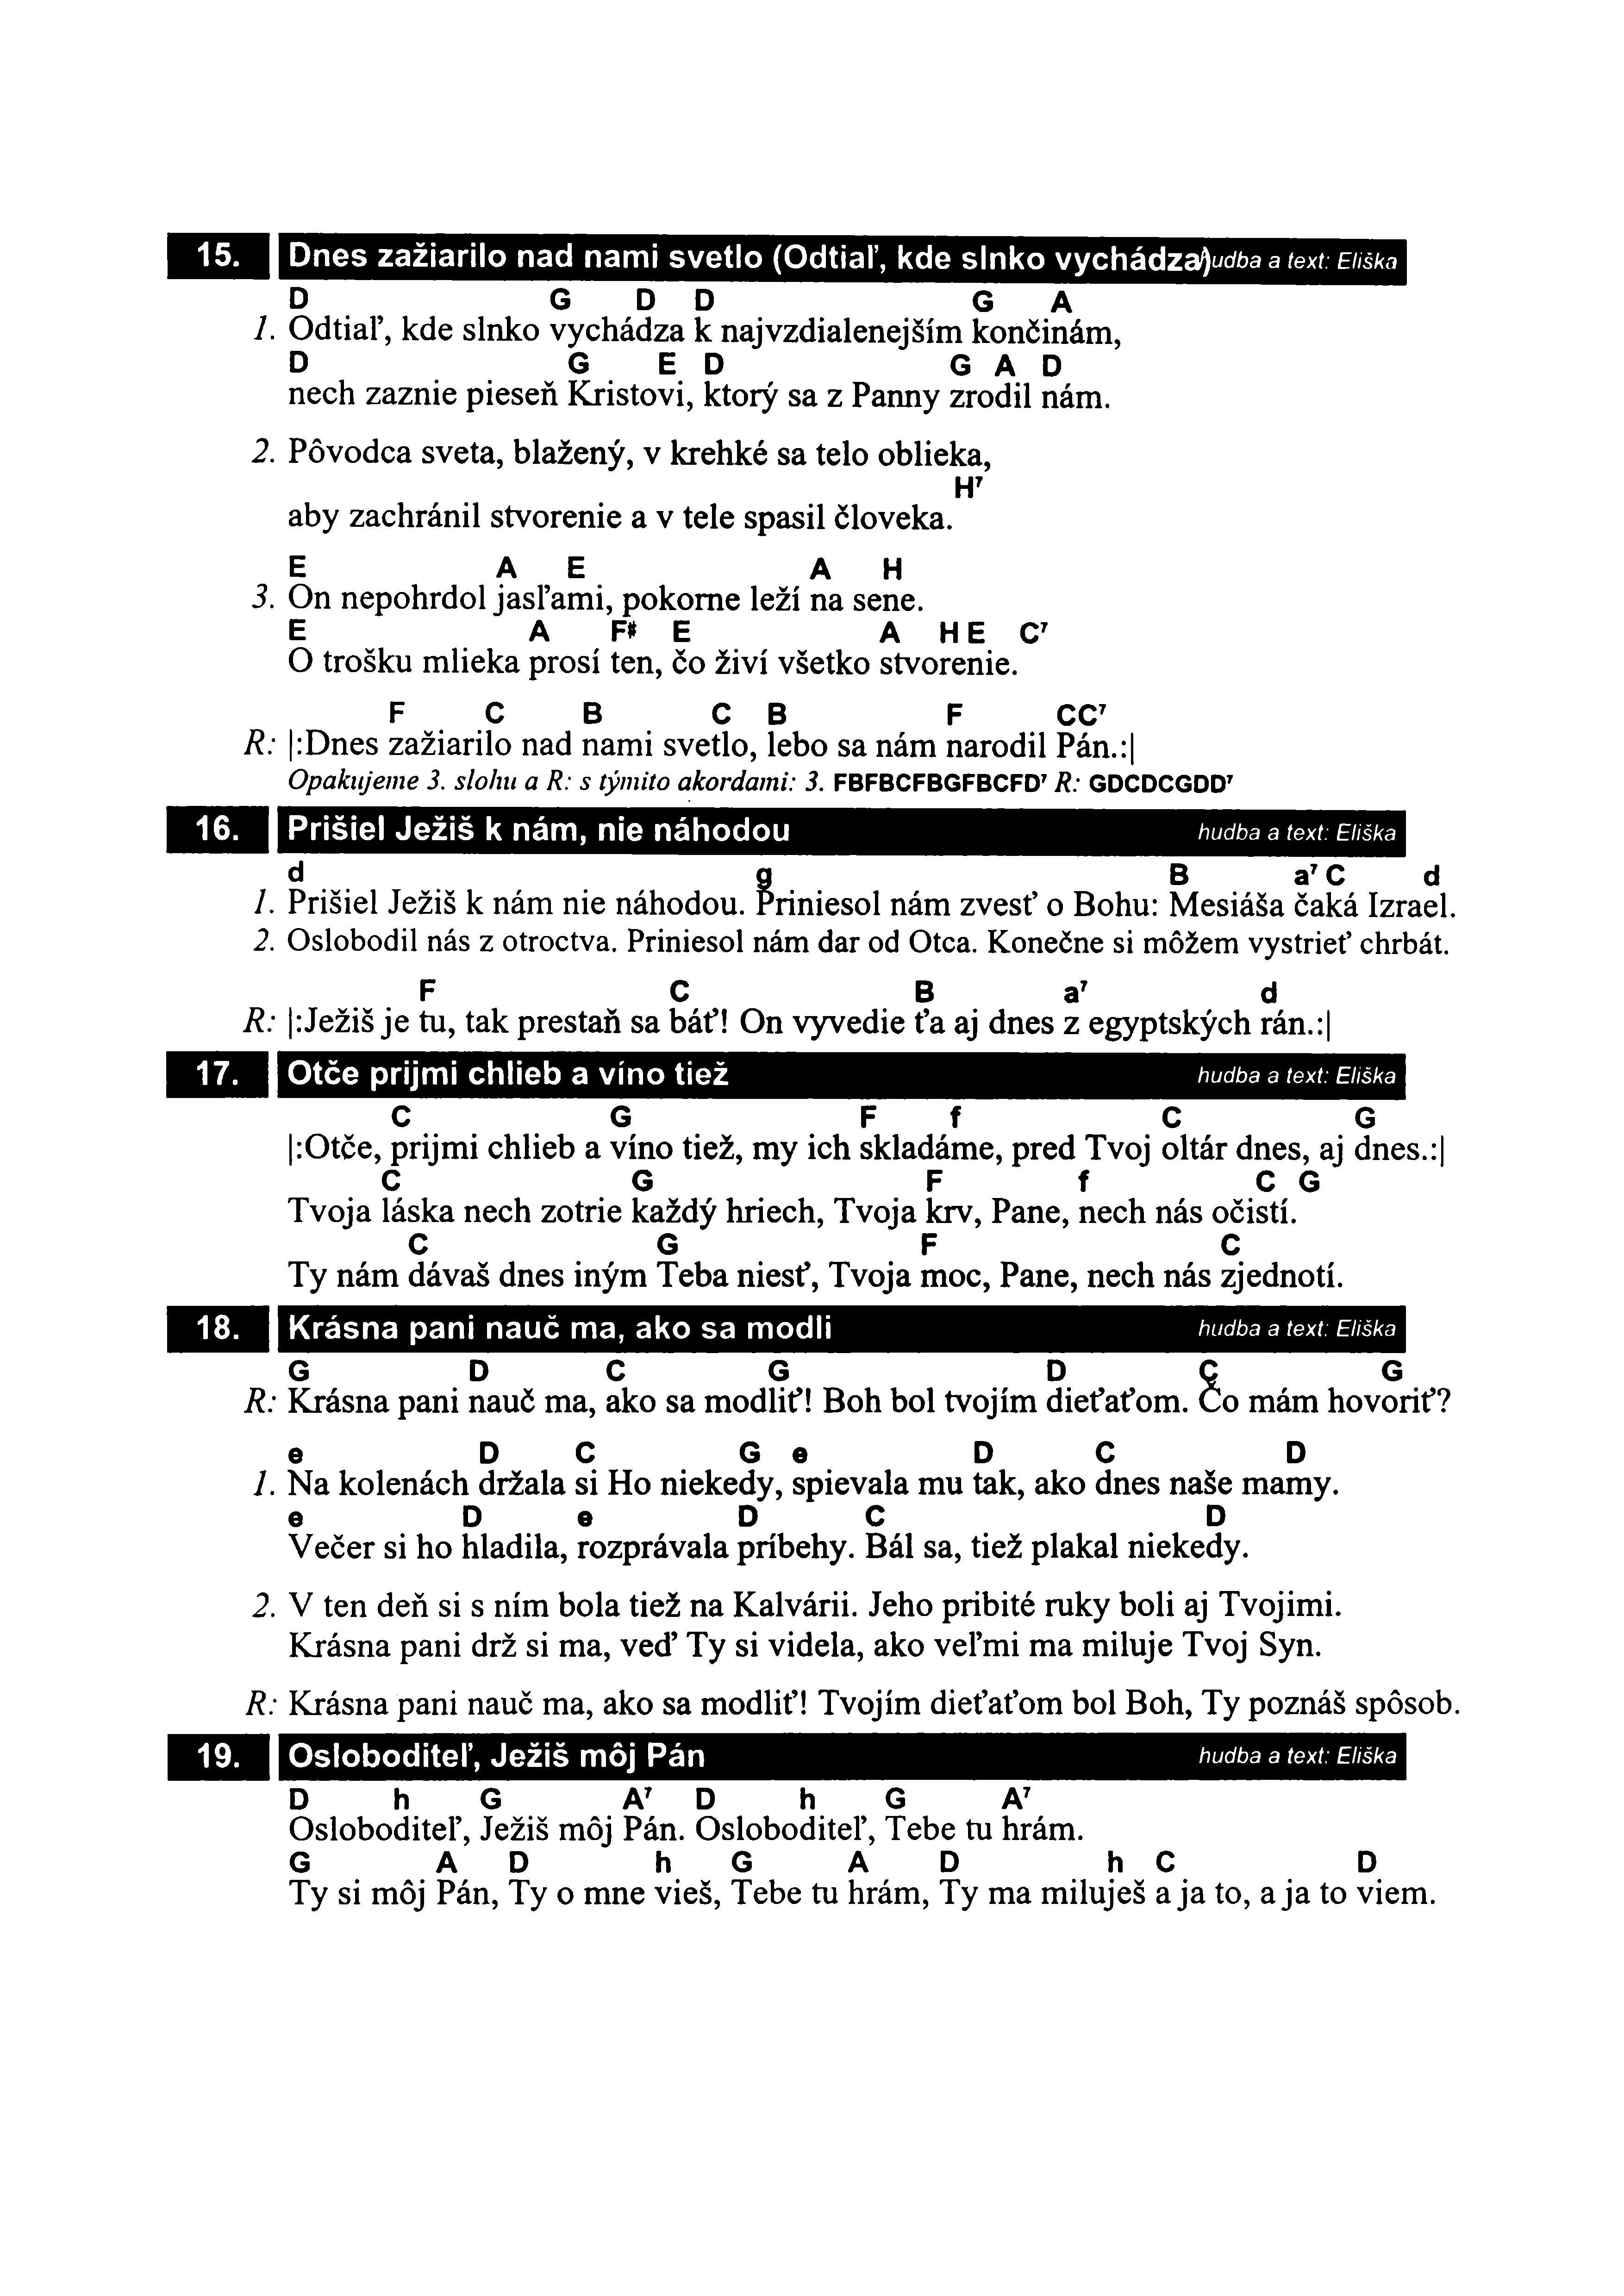 15. Dnes zažiarilo nad nami svetlo (Odtiaľ, kde slnko vychádza) hudba a text: Eliška
D G D D G A
1. Odtiaľ, kde slnko vychádza k najvzdialenejším končinám,
D G E D G A D
nech zaznie pieseň Kristovi, ktorý sa z Panny zrodil nám.
2. Pôvodca sveta, blažený, v krehké sa telo oblieka,
H7
aby zachránil stvorenie a v tele spasil človeka.
E A E A H
3. On nepohrdol jasľami, pokorne leží na sene.
E A F# E A H E C7
O trošku mlieka prosí ten, čo živí všetko stvorenie.
F C B C B F CC7
R: |:Dnes zažiarilo nad nami svetlo, lebo sa nám narodil Pán.:|
Opakujeme 3. slohu a R: s týmito akordami: 3. FBFBCFBGFBCFD7 R: GDCDCGDD7
16. Prišiel Ježiš k nám, nie náhodou hudba a text: Eliška
d g B a7 C d
1. Prišiel Ježiš k nám nie náhodou. Priniesol nám zvesť o Bohu: Mesiáša čaká Izrael.
2. Oslobodil nás z otroctva. Priniesol nám dar od Otca. Konečne si môžem vystrieť chrbát.
F C B a7 d
R: |:Ježiš je tu, tak prestaň sa báť! On vyvedie ťa aj dnes z egyptských rán.:|
17. Otče prijmi chlieb a víno tiež hudba a text: Eliška
C G F f C G
|:Otče, prijmi chlieb a víno tiež, my ich skladáme, pred Tvoj oltár dnes, aj dnes.:|
C G F f C G
Tvoja láska nech zotrie každý hriech, Tvoja krv, Pane, nech nás očistí.
C G F C
Ty nám dávaš dnes iným Teba niesť, Tvoja moc, Pane, nech nás zjednotí.
18. Krásna pani nauč ma, ako sa modli hudba a text: Eliška
G D C G D C G
R: Krásna pani nauč ma, ako sa modliť! Boh bol tvojím dieťaťom. Čo mám hovoriť?
e D C G e D C D
1. Na kolenách držala si Ho niekedy, spievala mu tak, ako dnes naše mamy.
e D e D C D
Večer si ho hladila, rozprávala príbehy. Bál sa, tiež plakal niekedy.
2. V ten deň si s ním bola tiež na Kalvárii. Jeho pribité ruky boli aj Tvojimi.
Krásna pani drž si ma, veď Ty si videla, ako veľmi ma miluje Tvoj Syn.
R: Krásna pani nauč ma, ako sa modliť! Tvojím dieťaťom bol Boh, Ty poznáš spôsob.
19. Osloboditeľ, Ježiš môj Pán hudba a text: Eliška
D h G A7 D h G A7
Osloboditeľ, Ježiš môj Pán. Osloboditeľ, Tebe tu hrám.
G A D h G A D h C D
Ty si môj Pán, Ty o mne vieš, Tebe tu hrám, Ty ma miluješ a ja to, a ja to viem.